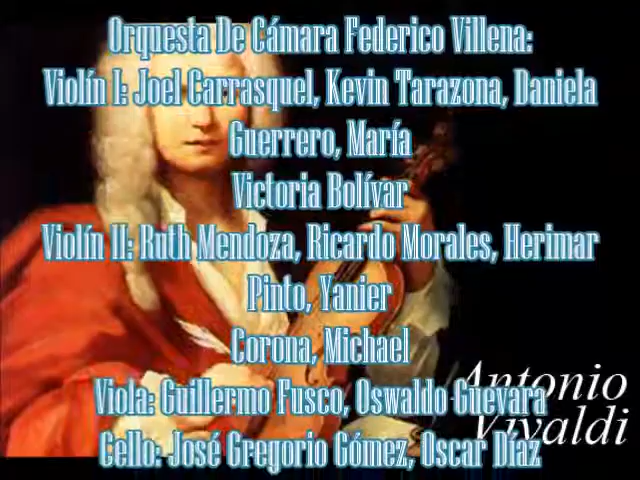 Orquesta De Cámara Federico Villena:
Violín I: Joel Carrasquel, Kevin Tarazona, Daniela
Guerrero, María
Victoria Bolívar
Violín II: Ruth Mendoza, Ricardo Morales, Herimar
Pinto, Yanier
Corona, Michael
Viola: Guillermo Fusco, Oswaldo Guevara
Cello: José Gregorio Gómez, Oscar Díaz
Antonio
Vivaldi